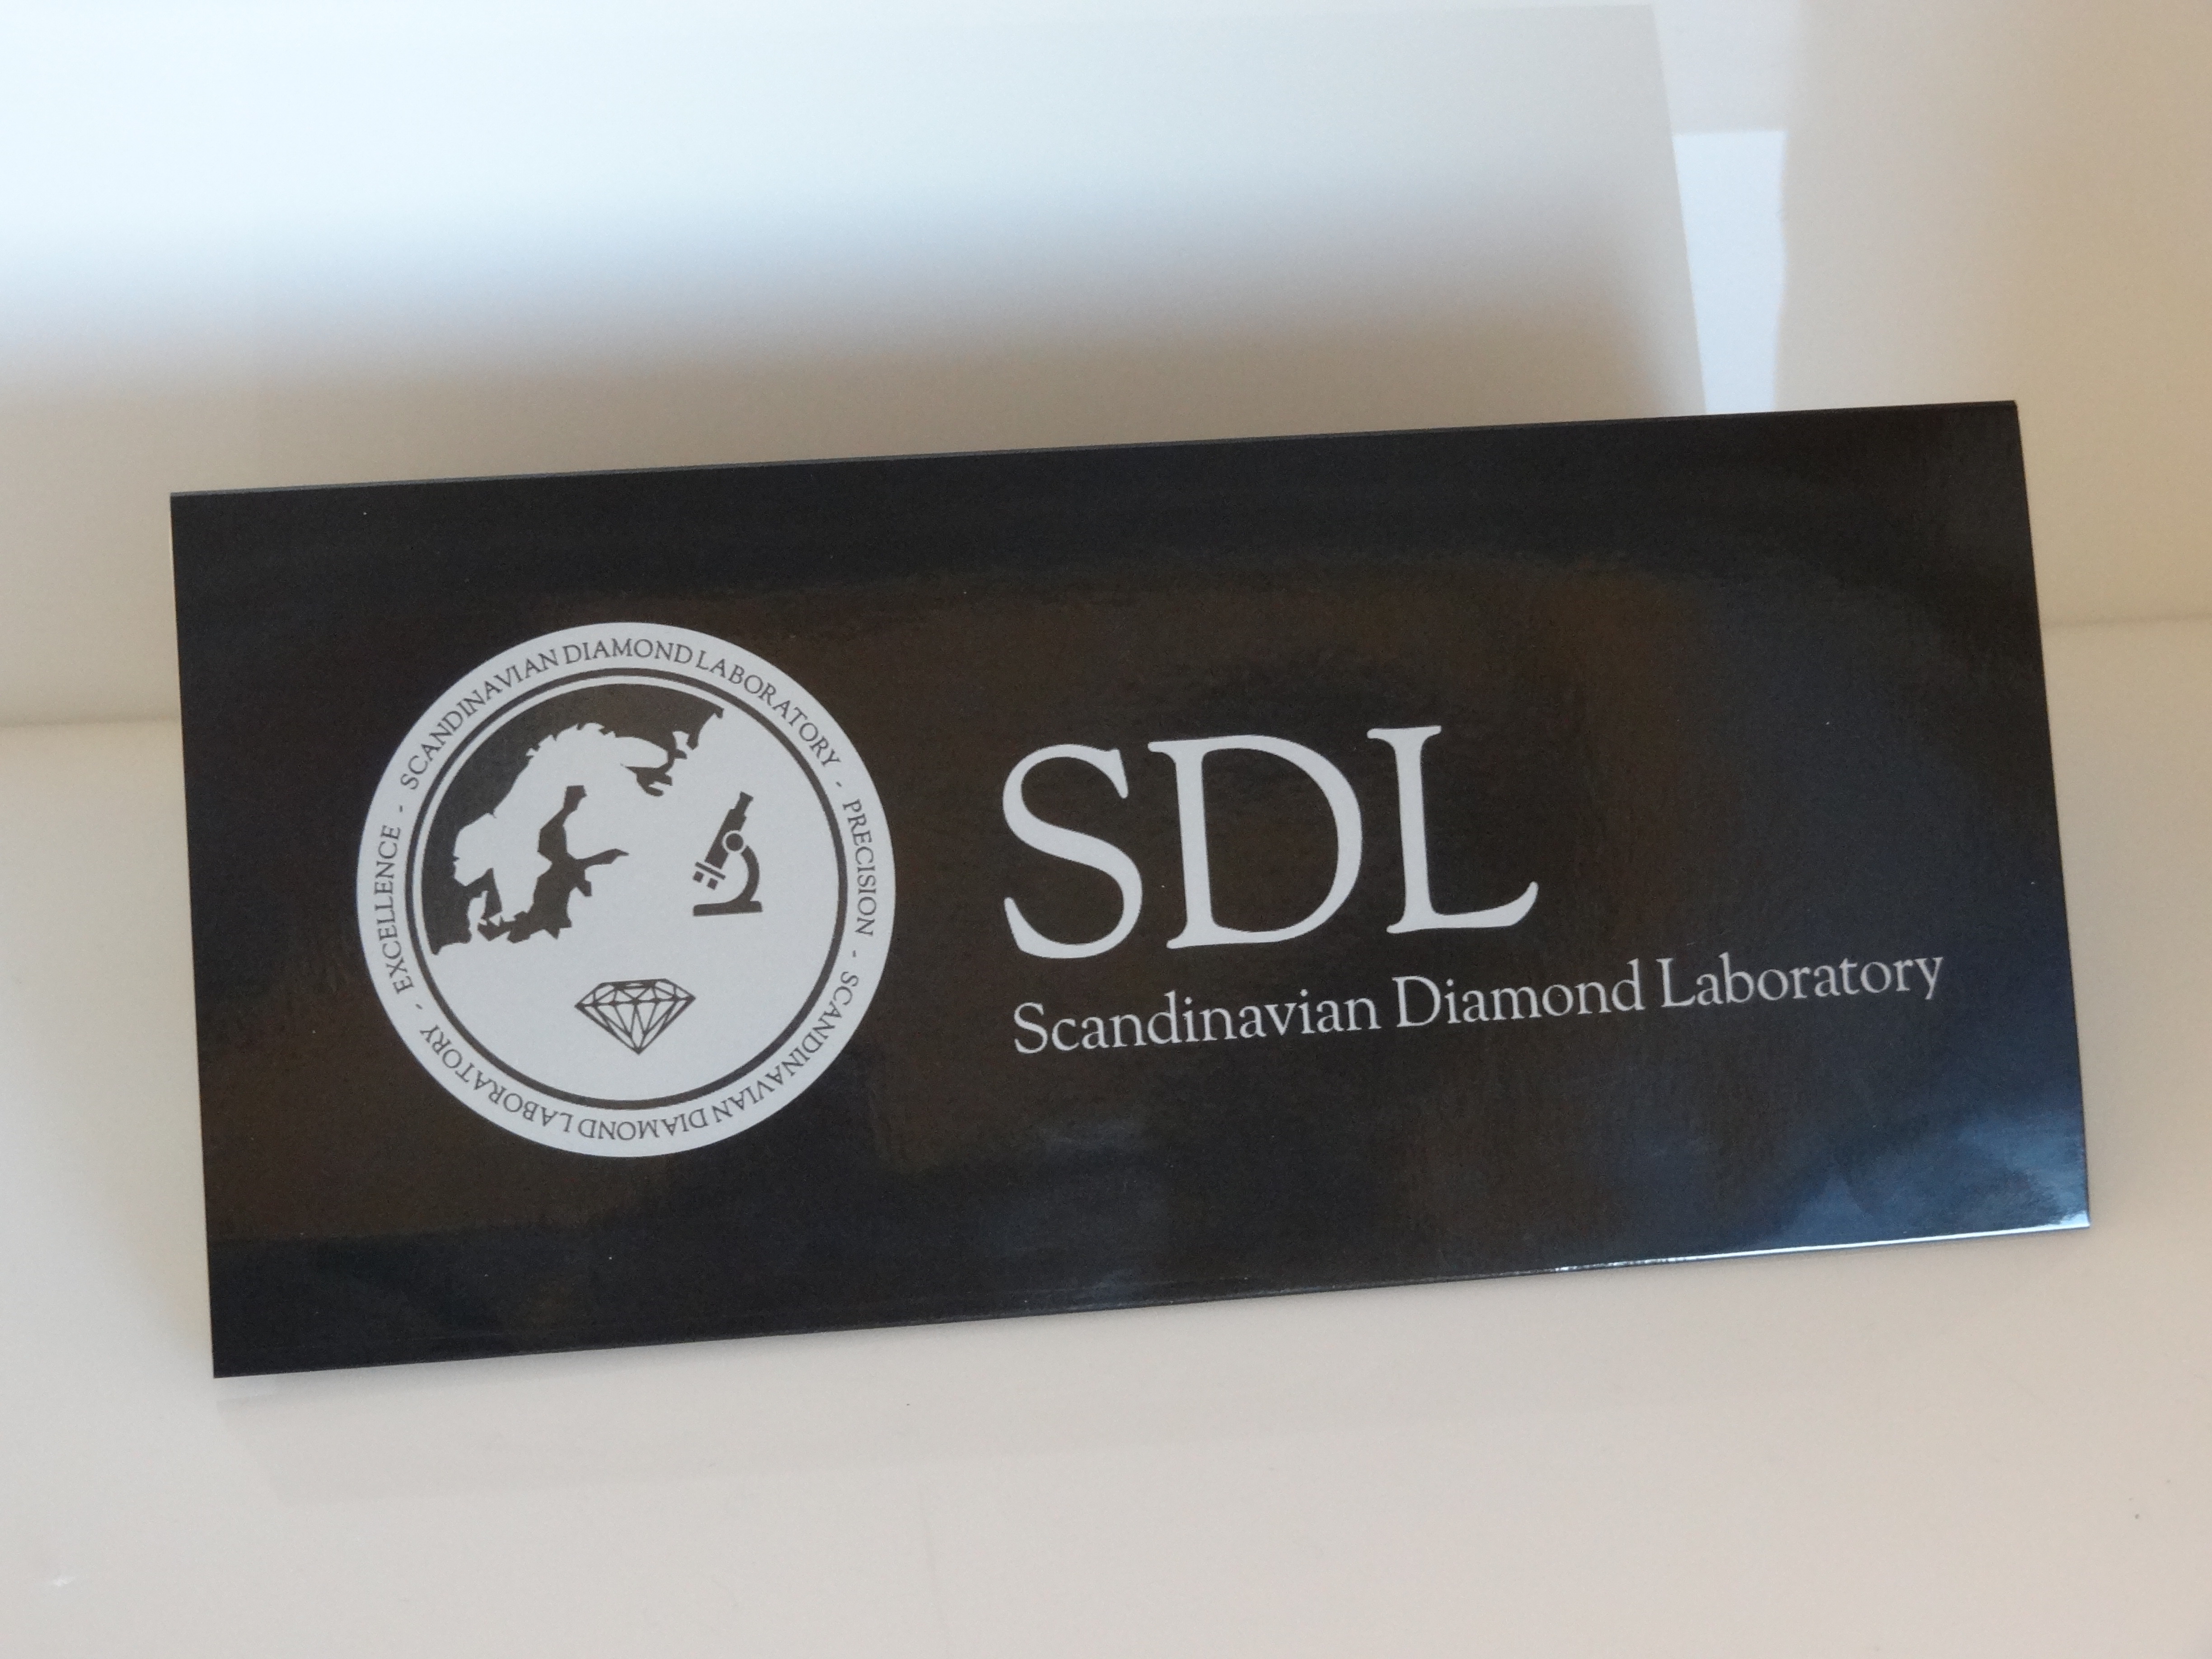 SCANDINAVIAN DIAMOND LABORATORY - PRECISION - SCANDINAVIAN DIAMOND LABORATORY - EXCELLENCE -
SDL
Scandinavian Diamond Laboratory